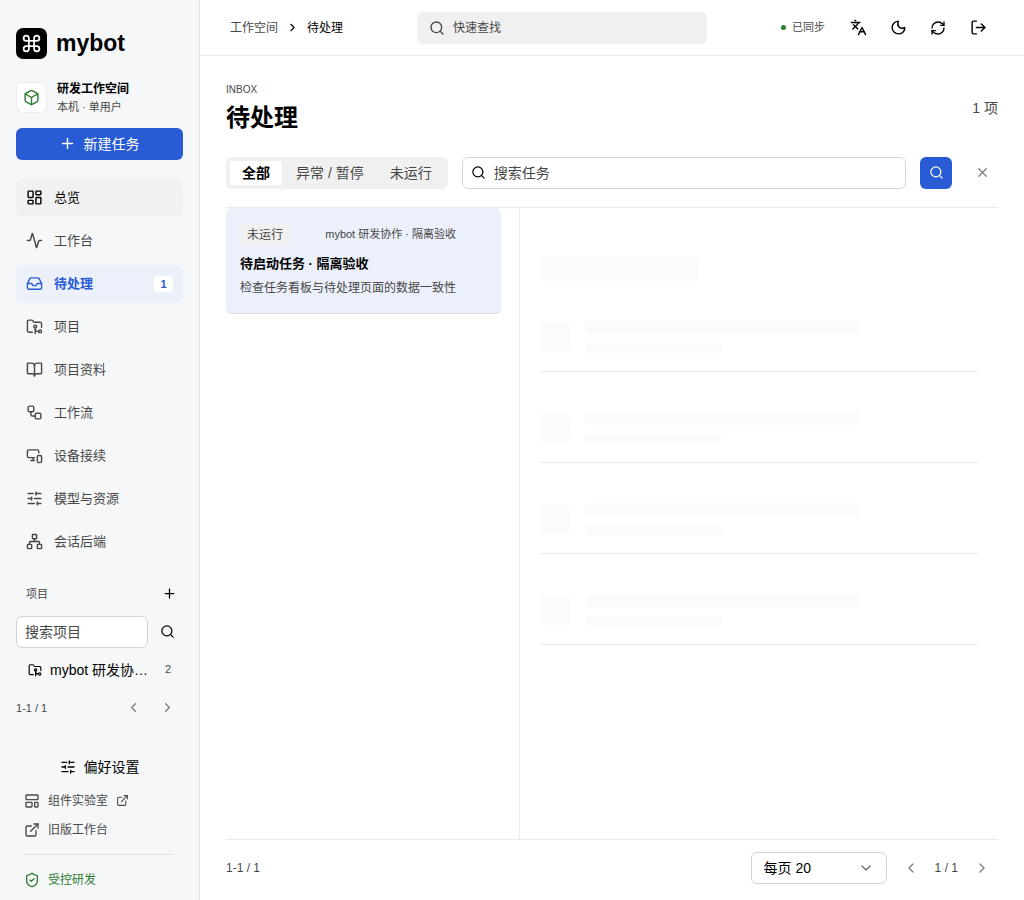 mybot
研发工作空间
本机 · 单用户
新建任务
总览
工作台
待处理 1
项目
项目资料
工作流
设备接续
模型与资源
会话后端
项目
搜索项目
mybot 研发协… 2
1-1 / 1
偏好设置
组件实验室
旧版工作台
受控研发
工作空间 待处理
快速查找
已同步
INBOX
待处理
1 项
全部 异常 / 暂停 未运行
搜索任务
未运行 mybot 研发协作 · 隔离验收
待启动任务 · 隔离验收
检查任务看板与待处理页面的数据一致性
1-1 / 1
每页 20
1 / 1